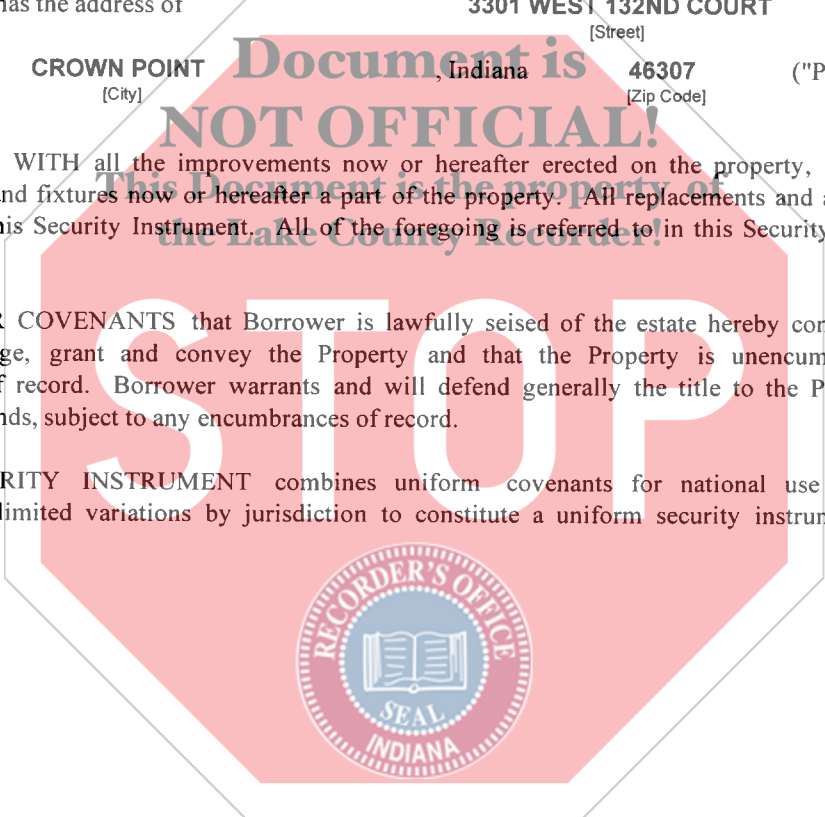 has the address of 3301 WEST 132ND COURT
[Street]
CROWN POINT , Indiana 46307 ("P
[City] [Zip Code]
Document is
NOT OFFICIAL!
This Document is the property of
the Lake County Recorder!
WITH all the improvements now or hereafter erected on the property,
nd fixtures now or hereafter a part of the property. All replacements and a
is Security Instrument. All of the foregoing is referred to in this Security
STOP
R COVENANTS that Borrower is lawfully seised of the estate hereby con
ge, grant and convey the Property and that the Property is unencum
f record. Borrower warrants and will defend generally the title to the P
nds, subject to any encumbrances of record.
RITY INSTRUMENT combines uniform covenants for national use
limited variations by jurisdiction to constitute a uniform security instrum
RECORDER'S OFFICE
SEAL
INDIANA